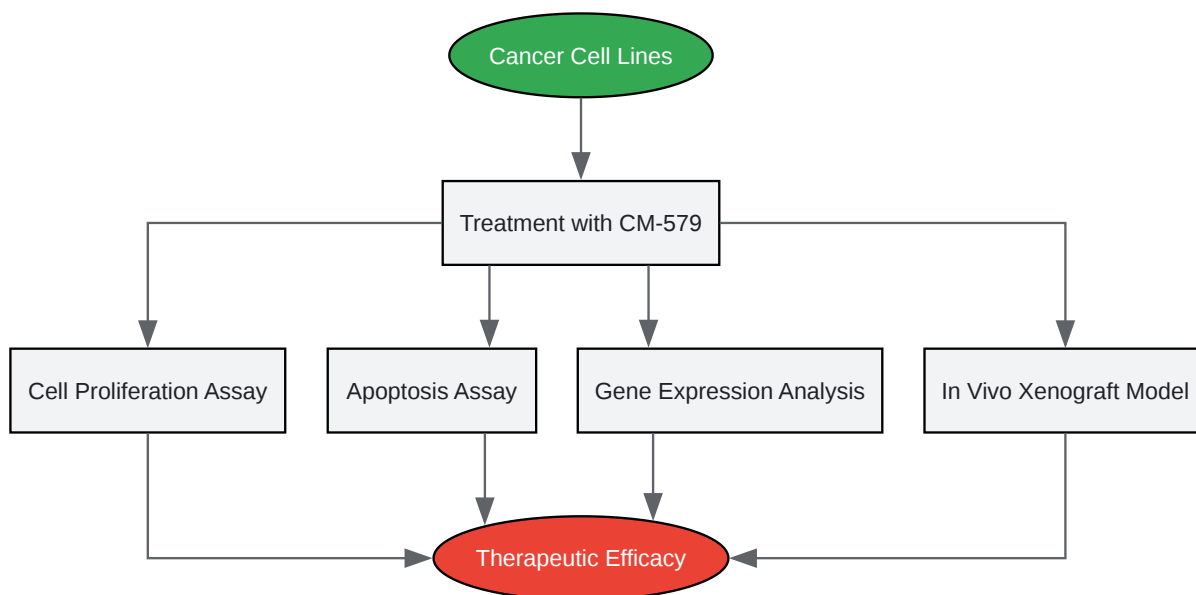 Cancer Cell Lines
Treatment with CM-579
Cell Proliferation Assay
Apoptosis Assay
Gene Expression Analysis
In Vivo Xenograft Model
Therapeutic Efficacy